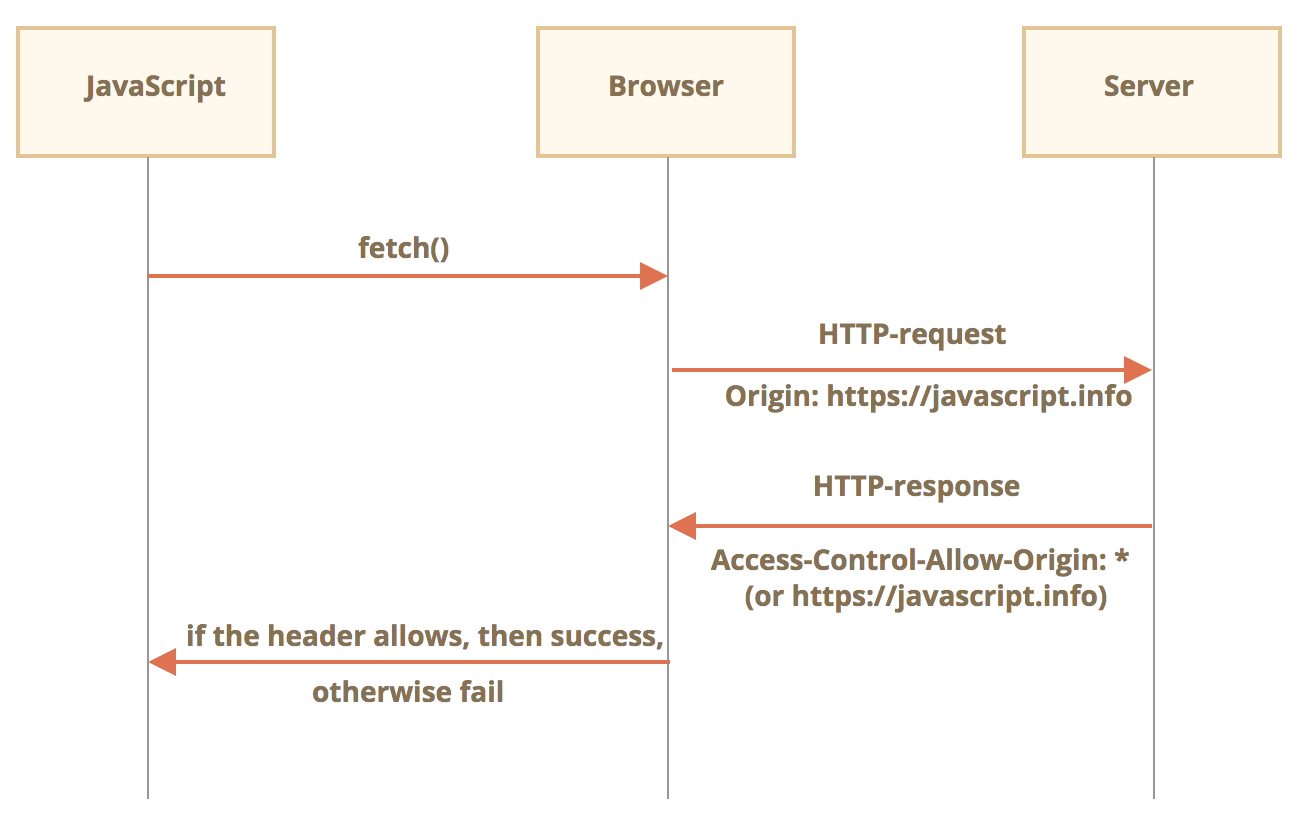 JavaScript
Browser
Server
fetch()
HTTP-request
Origin: https://javascript.info
HTTP-response
Access-Control-Allow-Origin: *
(or https://javascript.info)
if the header allows, then success,
otherwise fail